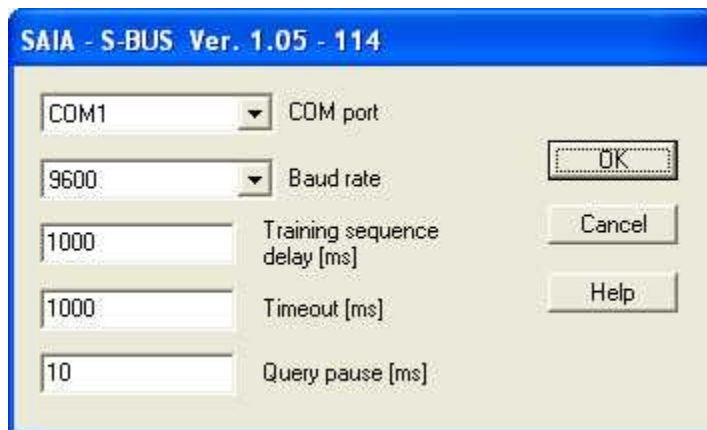 SAIA - S-BUS Ver. 1.05 - 114
COM1
COM port
9600
Baud rate
1000
Training sequence
delay [ms]
1000
Timeout [ms]
10
Query pause [ms]
OK
Cancel
Help